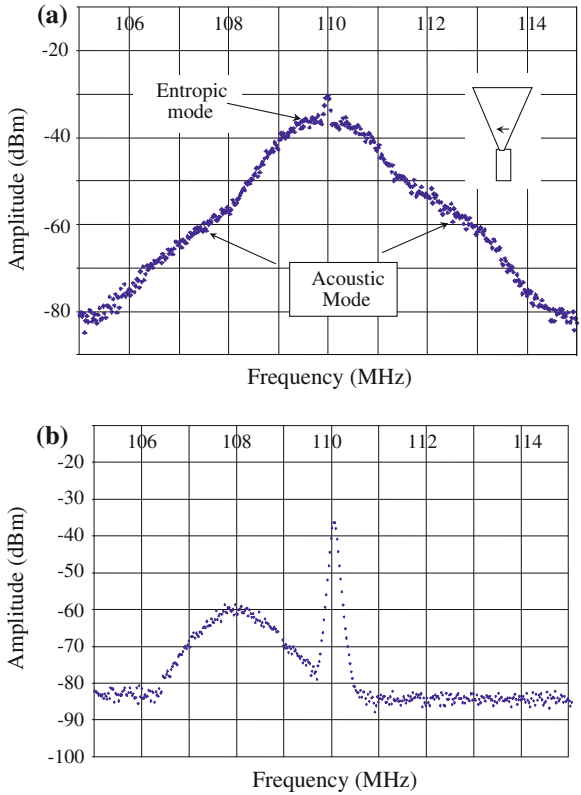 (a)
106 108 110 112 114
-20
Entropic
mode
-40
-60
Acoustic
Mode
-80
Amplitude (dBm)
Frequency (MHz)
(b)
106 108 110 112 114
-20
-30
-40
-50
-60
-70
-80
-90
-100
Amplitude (dBm)
Frequency (MHz)